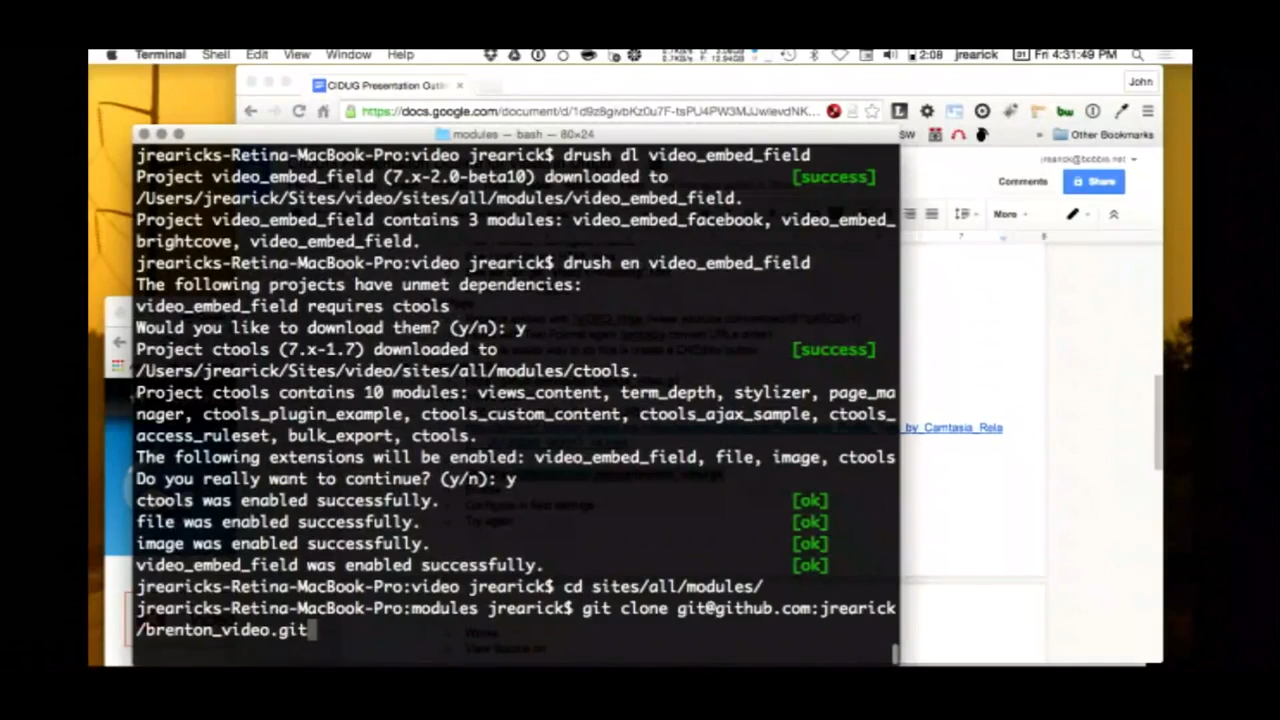 Terminal Shell Edit View Window Help 2:08 jrearick Fri 4:31:49 PM
CIDUG Presentation Outli
John
https://docs.google.com/document/d/
modules — bash — 80×24
SW Other Bookmarks
jrearick@bobbis.net
Comments Share
More
jrearicks-Retina-MacBook-Pro:video jrearick$ drush dl video_embed_field
Project video_embed_field (7.x-2.0-beta10) downloaded to [success]
/Users/jrearick/Sites/video/sites/all/modules/video_embed_field.
Project video_embed_field contains 3 modules: video_embed_facebook, video_embed_
brightcove, video_embed_field.
jrearicks-Retina-MacBook-Pro:video jrearick$ drush en video_embed_field
The following projects have unmet dependencies:
video_embed_field requires ctools
Would you like to download them? (y/n): y
Project ctools (7.x-1.7) downloaded to [success]
/Users/jrearick/Sites/video/sites/all/modules/ctools.
Project ctools contains 10 modules: views_content, term_depth, stylizer, page_ma
nager, ctools_plugin_example, ctools_custom_content, ctools_ajax_sample, ctools_
access_ruleset, bulk_export, ctools.
The following extensions will be enabled: video_embed_field, file, image, ctools
Do you really want to continue? (y/n): y
ctools was enabled successfully. [ok]
file was enabled successfully. [ok]
image was enabled successfully. [ok]
video_embed_field was enabled successfully. [ok]
jrearicks-Retina-MacBook-Pro:video jrearick$ cd sites/all/modules/
jrearicks-Retina-MacBook-Pro:modules jrearick$ git clone git@github.com:jrearick
/brenton_video.git
_by_Camtasia_Rela
Try again